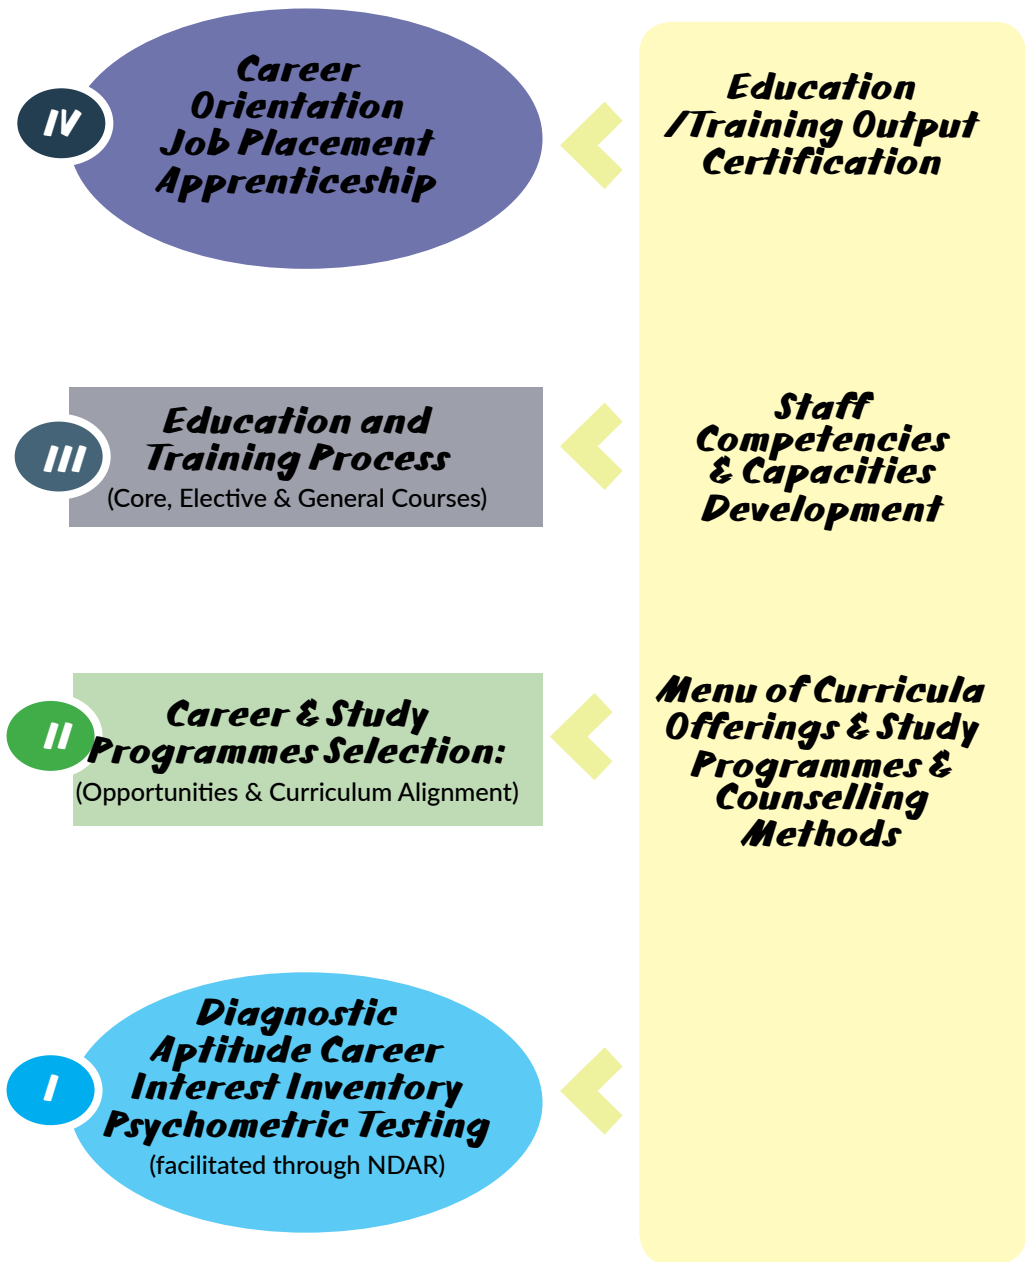 IV
Career
Orientation
Job Placement
Apprenticeship
Education
/Training Output
Certification
III
Education and
Training Process
(Core, Elective & General Courses)
Staff
Competencies
& Capacities
Development
II
Career & Study
Programmes Selection:
(Opportunities & Curriculum Alignment)
Menu of Curricula
Offerings & Study
Programmes &
Counselling
Methods
I
Diagnostic
Aptitude Career
Interest Inventory
Psychometric Testing
(facilitated through NDAR)